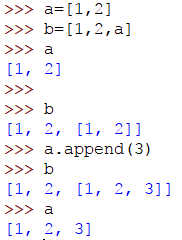 >>> a=[1,2]
>>> b=[1,2,a]
>>> a
[1, 2]
>>>
>>> b
[1, 2, [1, 2]]
>>> a.append(3)
>>> b
[1, 2, [1, 2, 3]]
>>> a
[1, 2, 3]